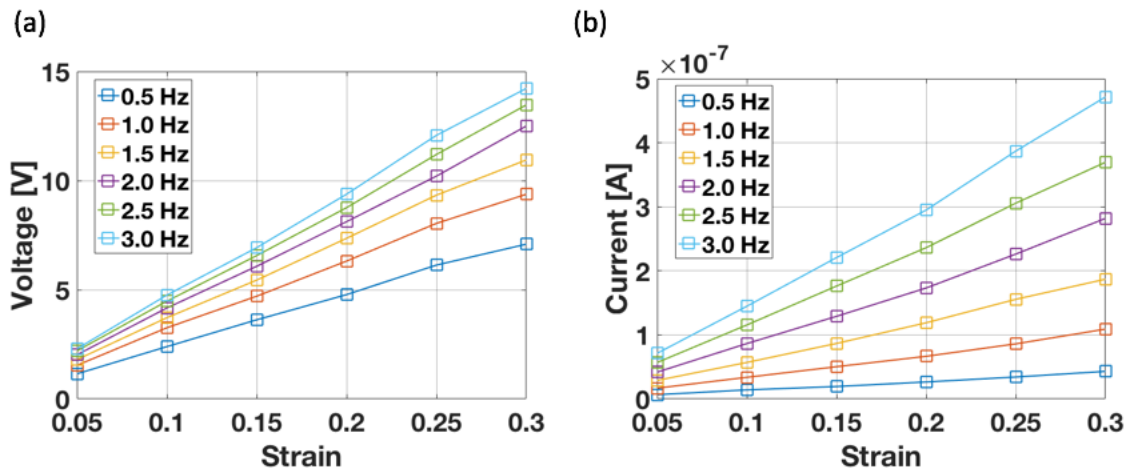 (a)
Voltage [V]
15
10
5
0
0.5 Hz
1.0 Hz
1.5 Hz
2.0 Hz
2.5 Hz
3.0 Hz
0.05 0.1 0.15 0.2 0.25 0.3
Strain
(b)
×10⁻⁷
Current [A]
5
4
3
2
1
0
0.5 Hz
1.0 Hz
1.5 Hz
2.0 Hz
2.5 Hz
3.0 Hz
0.05 0.1 0.15 0.2 0.25 0.3
Strain